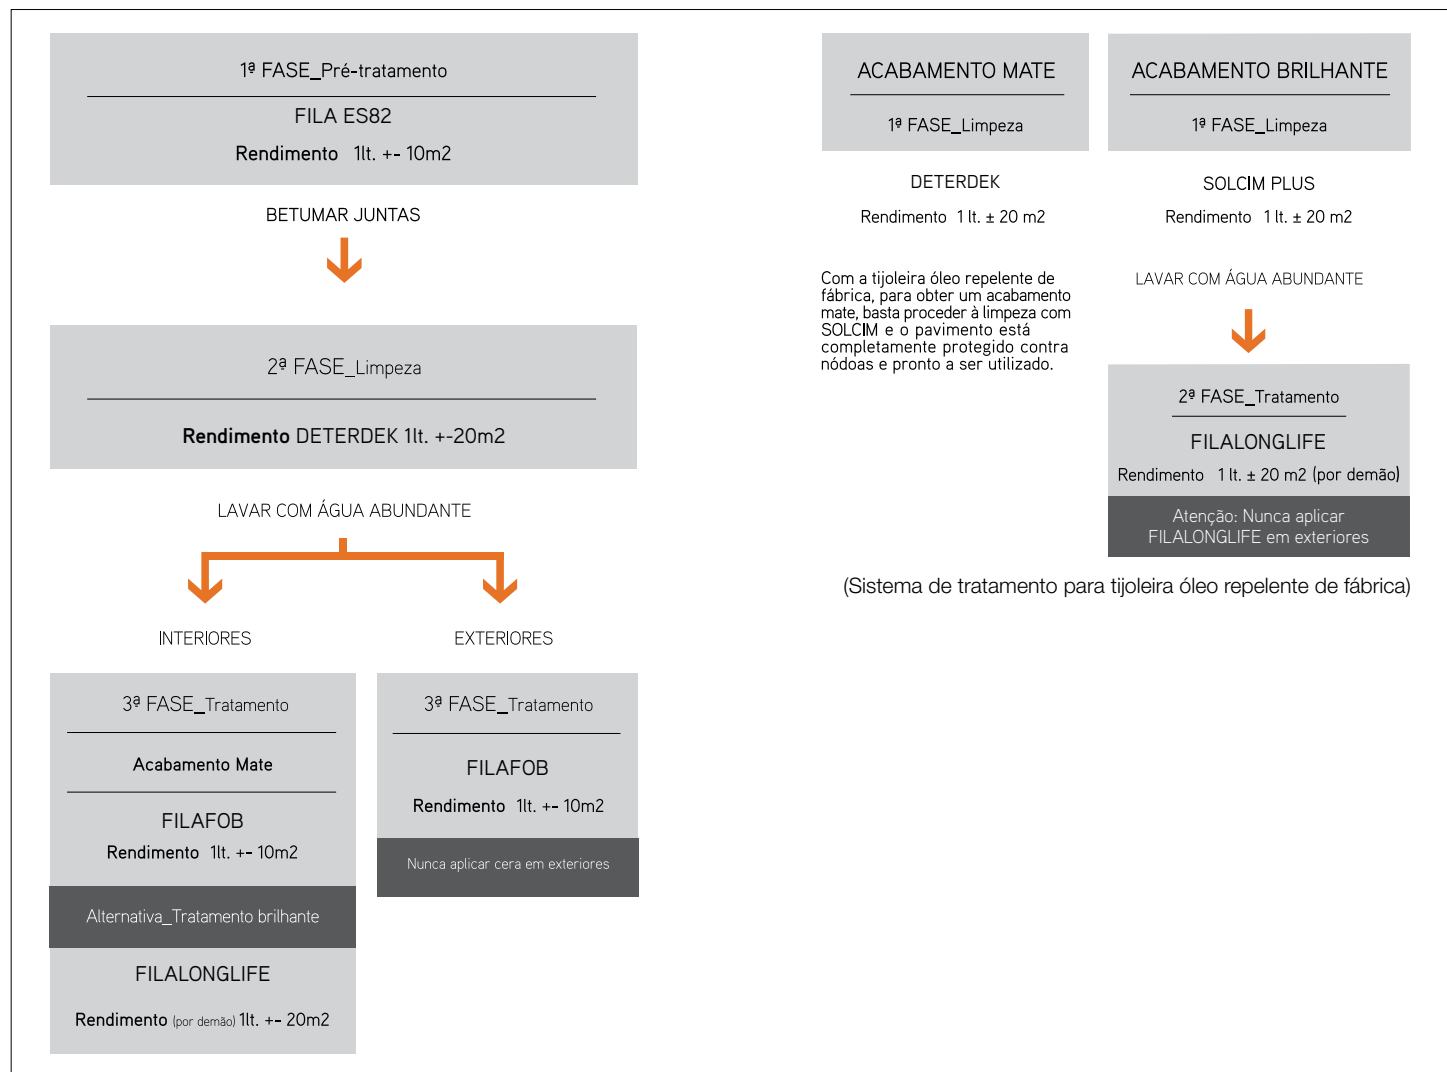 1ª FASE_Pré-tratamento
FILA ES82
Rendimento 1lt. +- 10m2
BETUMAR JUNTAS
2ª FASE_Limpeza
Rendimento DETERDEK 1lt. +-20m2
LAVAR COM ÁGUA ABUNDANTE
INTERIORES
3ª FASE_Tratamento
Acabamento Mate
FILAFOB
Rendimento 1lt. +- 10m2
Alternativa_Tratamento brilhante
FILALONGLIFE
Rendimento (por demão) 1lt. +- 20m2
EXTERIORES
3ª FASE_Tratamento
FILAFOB
Rendimento 1lt. +- 10m2
Nunca aplicar cera em exteriores
ACABAMENTO MATE
1ª FASE_Limpeza
DETERDEK
Rendimento 1 lt. ± 20 m2
Com a tijoleira óleo repelente de
fábrica, para obter um acabamento
mate, basta proceder à limpeza com
SOLCIM e o pavimento está
completamente protegido contra
nódoas e pronto a ser utilizado.
ACABAMENTO BRILHANTE
1ª FASE_Limpeza
SOLCIM PLUS
Rendimento 1 lt. ± 20 m2
LAVAR COM ÁGUA ABUNDANTE
2ª FASE_Tratamento
FILALONGLIFE
Rendimento 1 lt. ± 20 m2 (por demão)
Atenção: Nunca aplicar
FILALONGLIFE em exteriores
(Sistema de tratamento para tijoleira óleo repelente de fábrica)